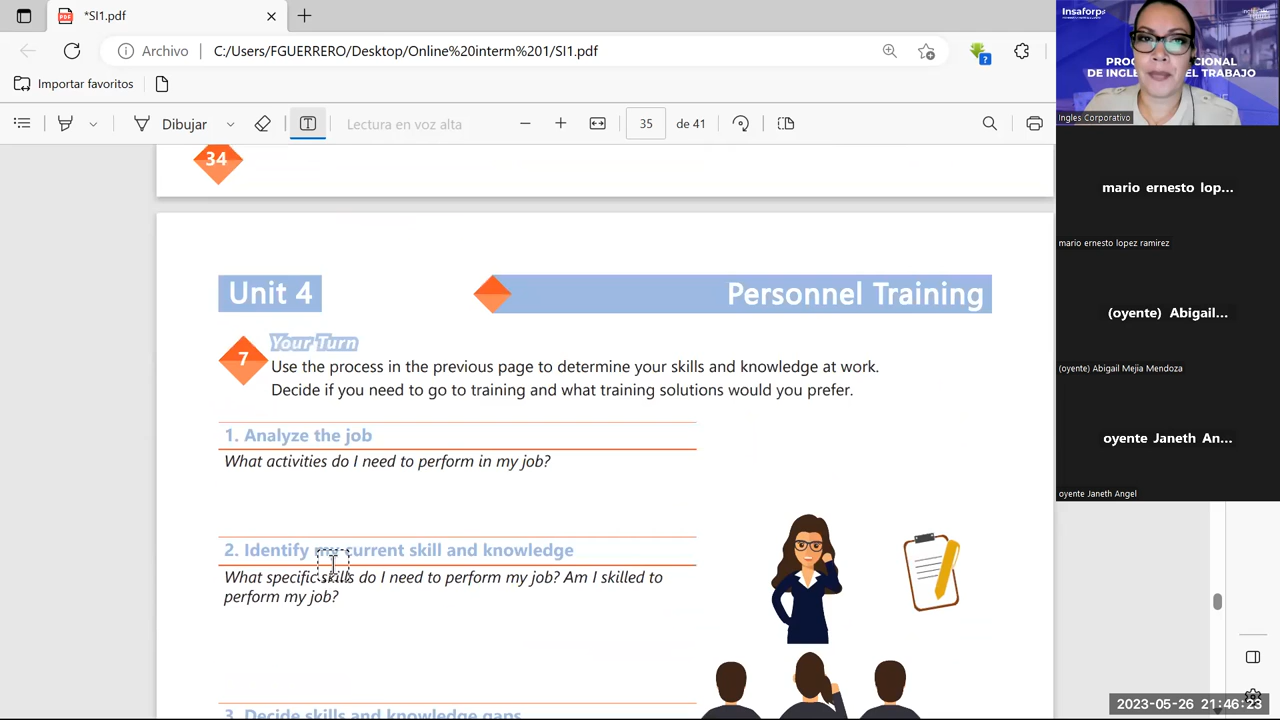 *SI1.pdf
Archivo
C:/Users/FGUERRERO/Desktop/Online%20interm%201/SI1.pdf
Importar favoritos
Dibujar
Lectura en voz alta
35
de 41
34
Unit 4
Personnel Training
7
Your Turn
Use the process in the previous page to determine your skills and knowledge at work.
Decide if you need to go to training and what training solutions would you prefer.
1. Analyze the job
What activities do I need to perform in my job?
2. Identify my current skill and knowledge
What specific skills do I need to perform my job? Am I skilled to
perform my job?
3. Decide skills and knowledge gaps
Insaforp
Ingles Corporativo
mario ernesto lop...
mario ernesto lopez ramirez
(oyente) Abigail...
(oyente) Abigail Mejia Mendoza
oyente Janeth An...
oyente Janeth Angel
2023-05-26 21:46:23